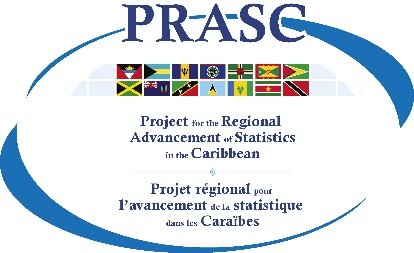 PRASC
Project for the Regional
Advancement of Statistics
in the Caribbean
Projet régional pour
l'avancement de la statistique
dans les Caraïbes